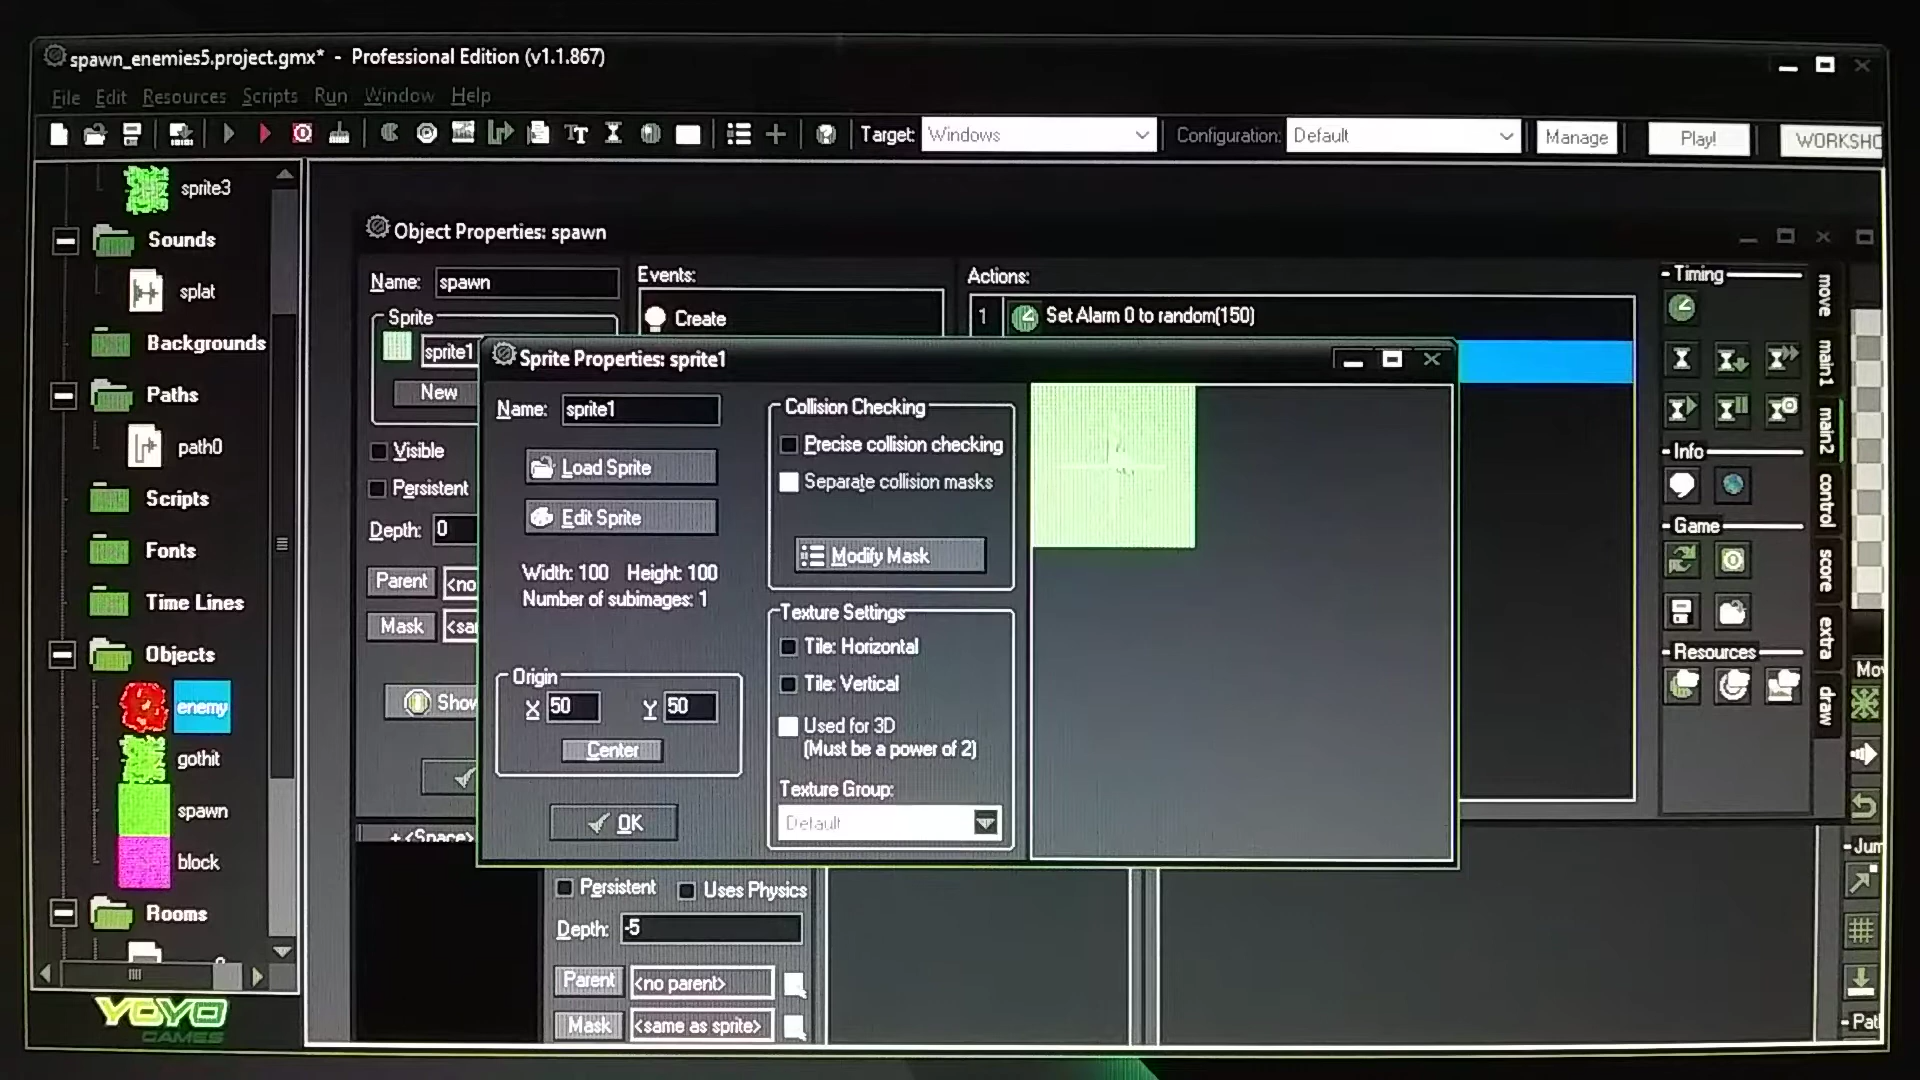 spawn_enemies5.project.gmx* - Professional Edition (v1.1.867)
File Edit Resources Scripts Run Window Help
Target: Windows Configuration: Default Manage Play!
sprite3
Sounds
splat
Backgrounds
Paths
path0
Scripts
Fonts
Time Lines
Objects
enemy
gothit
spawn
block
Rooms
YOYO
GAMES
Object Properties: spawn
Name: spawn
Sprite
sprite1
New
Visible
Persistent
Depth: 0
Parent
Mask
+ <Space>
Events:
Create
Actions:
1 Set Alarm 0 to random(150)
Sprite Properties: sprite1
Name: sprite1
Load Sprite
Edit Sprite
Width: 100 Height: 100
Number of subimages: 1
Origin
X 50 Y 50
Center
OK
Collision Checking
Precise collision checking
Separate collision masks
Modify Mask
Texture Settings
Tile: Horizontal
Tile: Vertical
Used for 3D
(Must be a power of 2)
Texture Group:
Default
Persistent Uses Physics
Depth: -5
Parent <no parent>
Mask <same as sprite>
Timing
Info
Game
Resources
move
main1
main2
control
score
extra
draw